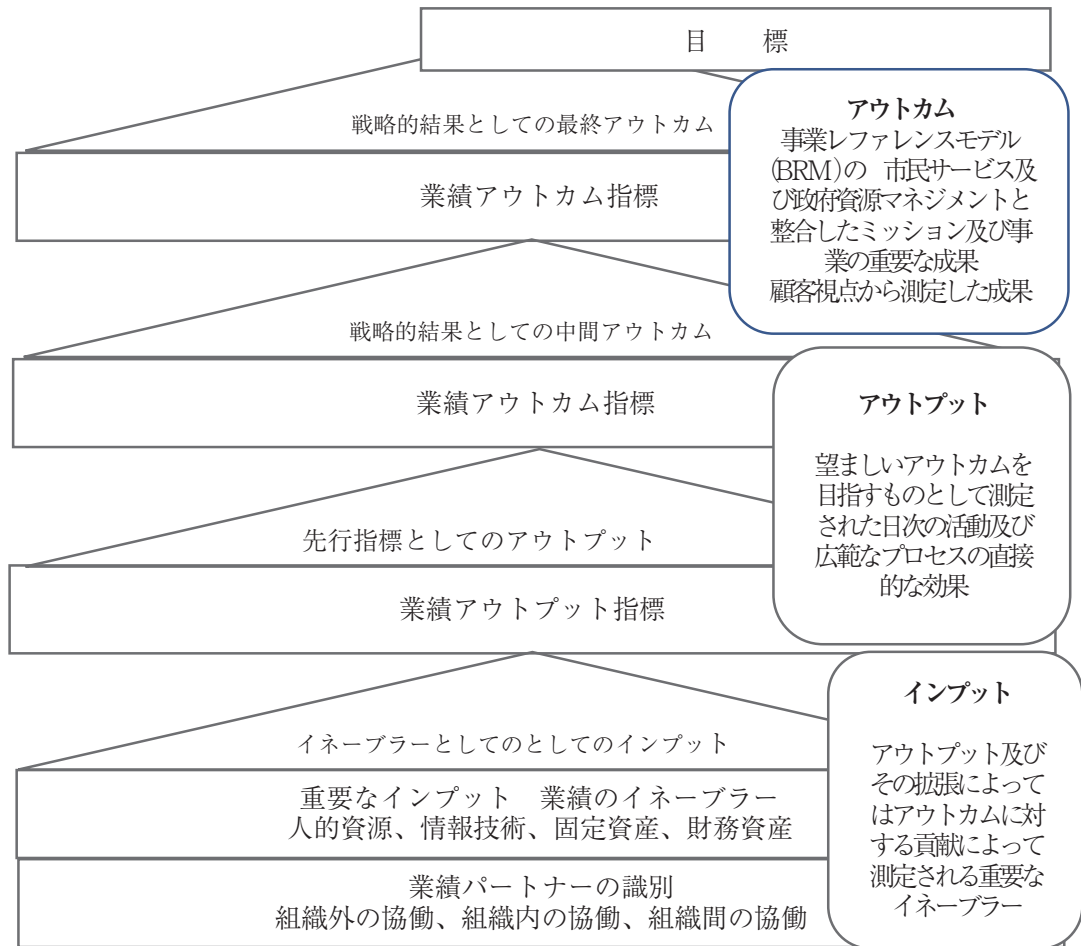 目　　標
戦略的結果としての最終アウトカム
業績アウトカム指標
アウトカム
事業レファレンスモデル
(BRM)の　市民サービス及
び政府資源マネジメントと
整合したミッション及び事
業の重要な成果
顧客視点から測定した成果
戦略的結果としての中間アウトカム
業績アウトカム指標
アウトプット
望ましいアウトカムを
目指すものとして測定
された日次の活動及び
広範なプロセスの直接
的な効果
先行指標としてのアウトプット
業績アウトプット指標
インプット
アウトプット及び
その拡張によって
はアウトカムに対
する貢献によって
測定される重要な
イネーブラー
イネーブラーとしてのとしてのインプット
重要なインプット　業績のイネーブラー
人的資源、情報技術、固定資産、財務資産
業績パートナーの識別
組織外の協働、組織内の協働、組織間の協働